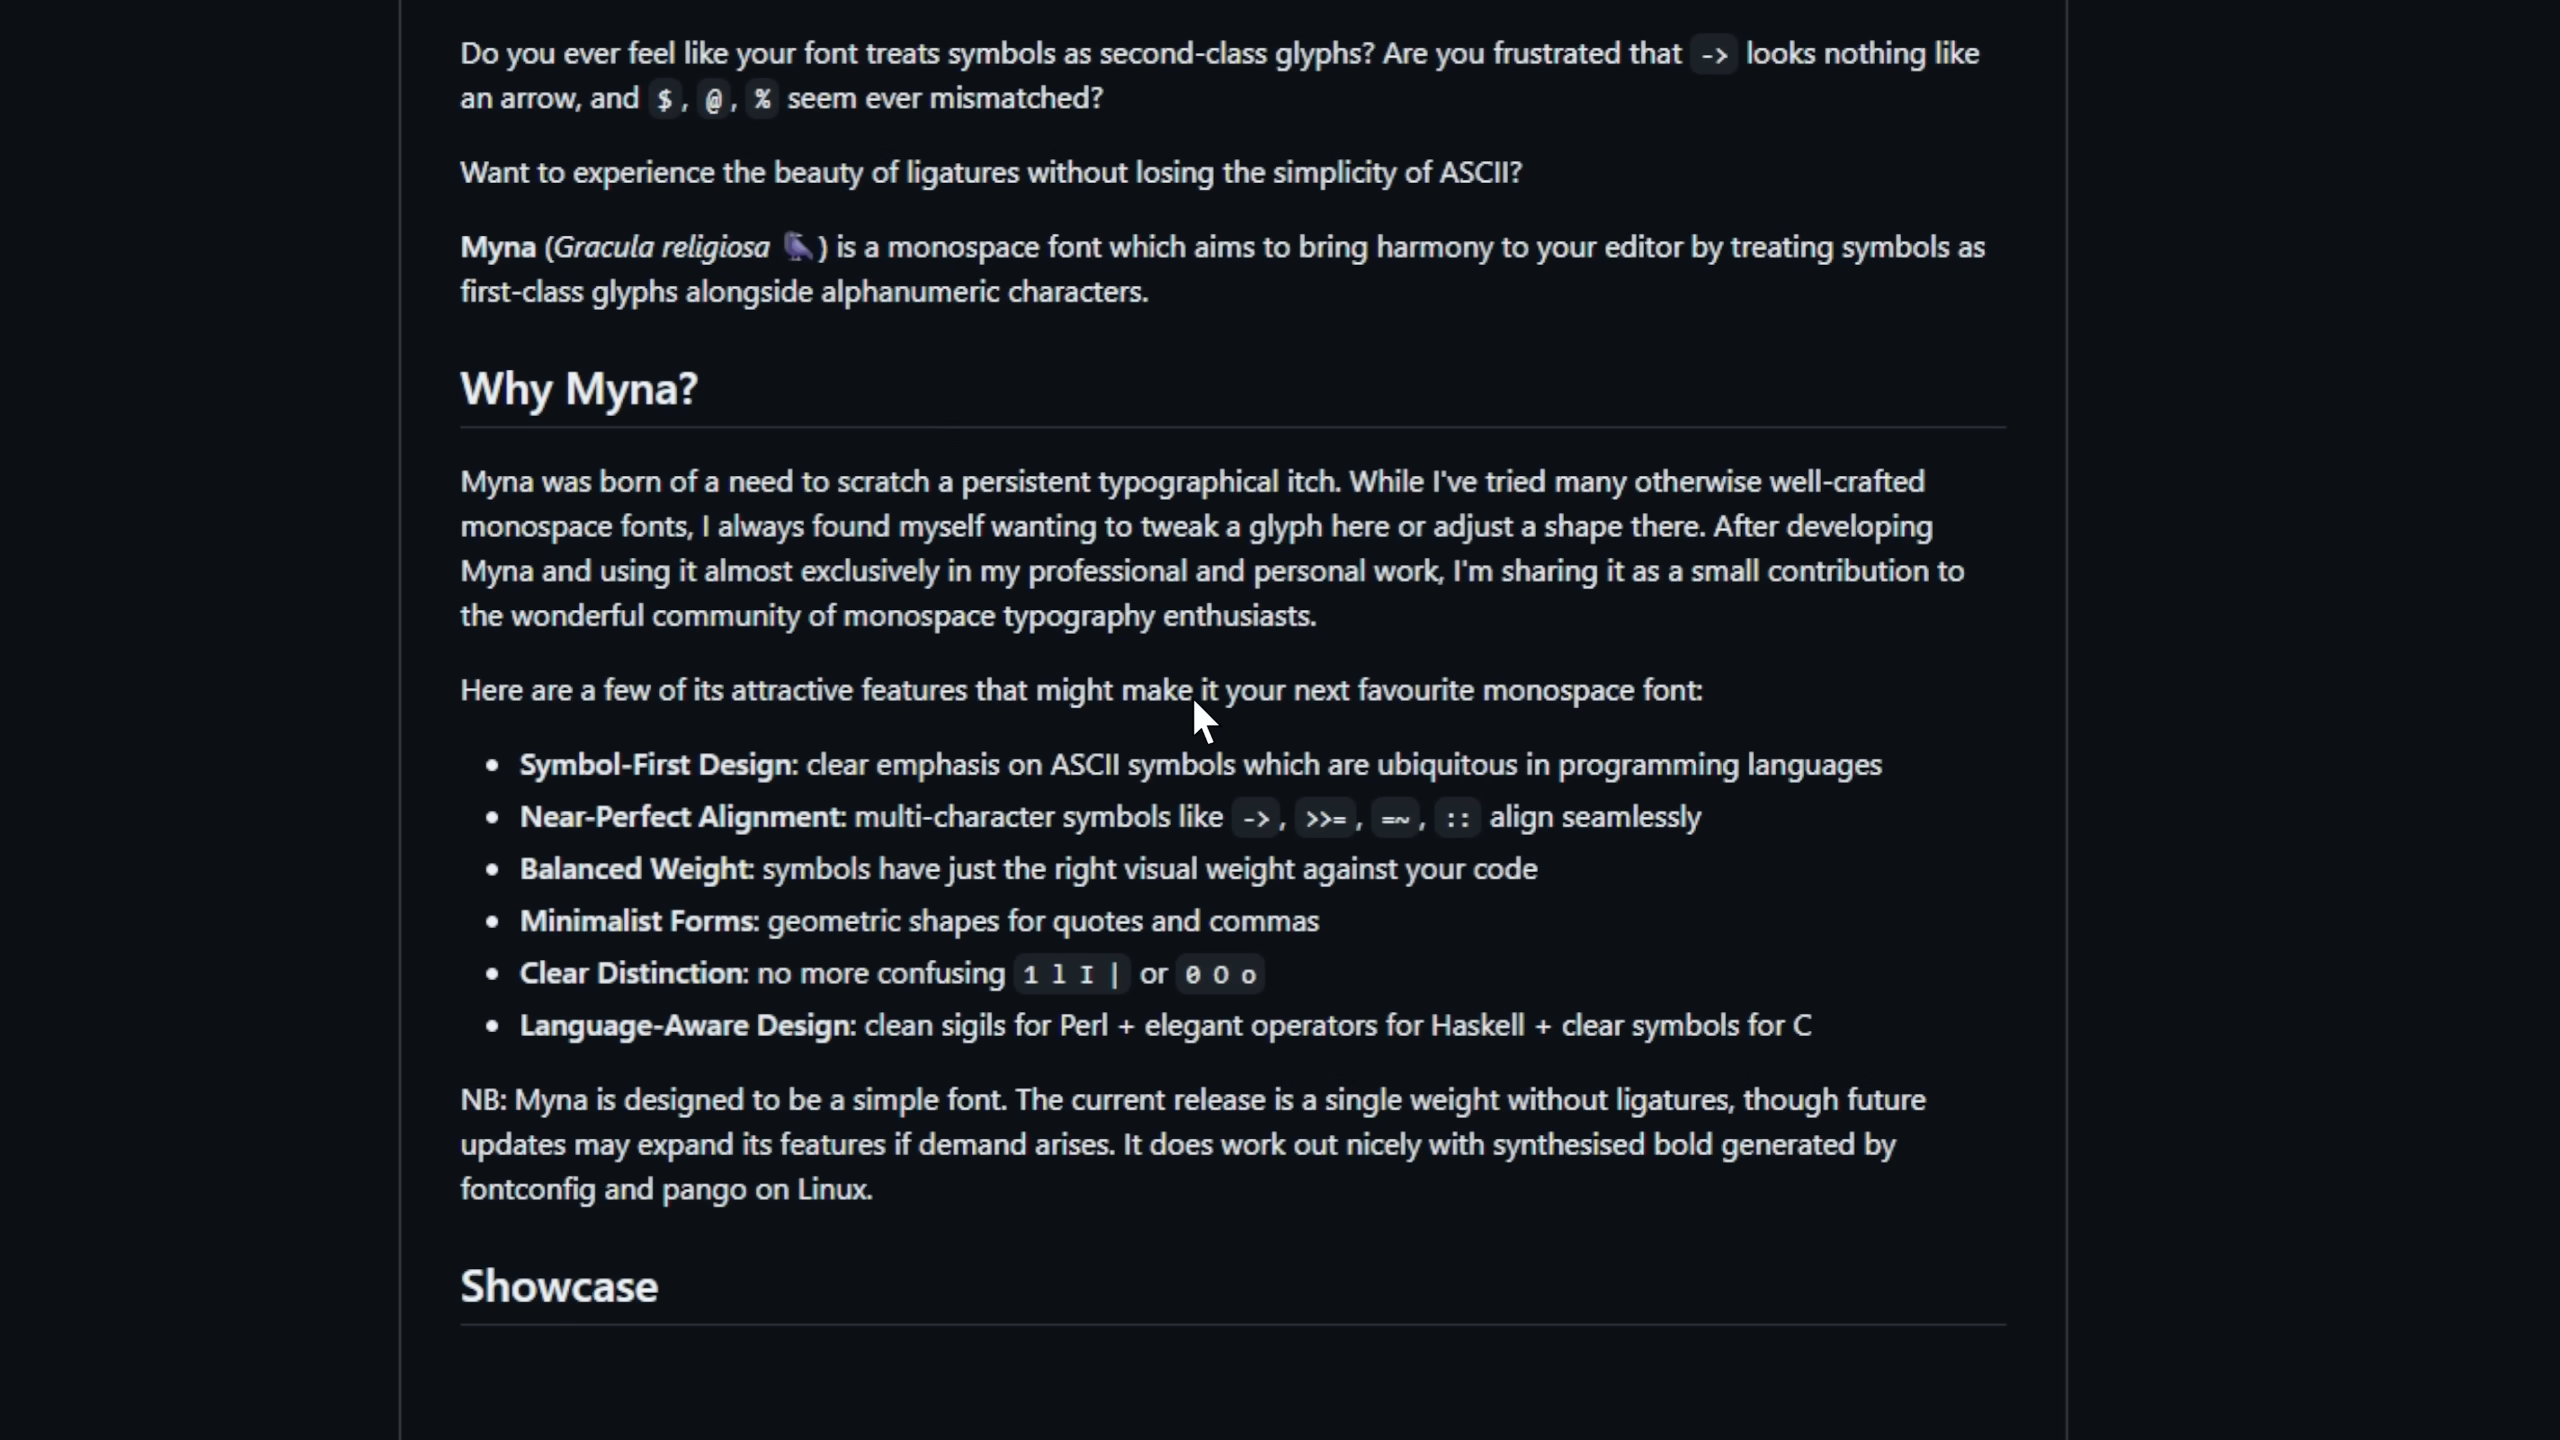 Do you ever feel like your font treats symbols as second-class glyphs? Are you frustrated that -> looks nothing like
an arrow, and $, @, % seem ever mismatched?
Want to experience the beauty of ligatures without losing the simplicity of ASCII?
Myna (Gracula religiosa 🐦‍⬛) is a monospace font which aims to bring harmony to your editor by treating symbols as
first-class glyphs alongside alphanumeric characters.
Why Myna?
Myna was born of a need to scratch a persistent typographical itch. While I've tried many otherwise well-crafted
monospace fonts, I always found myself wanting to tweak a glyph here or adjust a shape there. After developing
Myna and using it almost exclusively in my professional and personal work, I'm sharing it as a small contribution to
the wonderful community of monospace typography enthusiasts.
Here are a few of its attractive features that might make it your next favourite monospace font:
• Symbol-First Design: clear emphasis on ASCII symbols which are ubiquitous in programming languages
• Near-Perfect Alignment: multi-character symbols like ->, >>=, =~, :: align seamlessly
• Balanced Weight: symbols have just the right visual weight against your code
• Minimalist Forms: geometric shapes for quotes and commas
• Clear Distinction: no more confusing 1 l I | or 0 O o
• Language-Aware Design: clean sigils for Perl + elegant operators for Haskell + clear symbols for C
NB: Myna is designed to be a simple font. The current release is a single weight without ligatures, though future
updates may expand its features if demand arises. It does work out nicely with synthesised bold generated by
fontconfig and pango on Linux.
Showcase